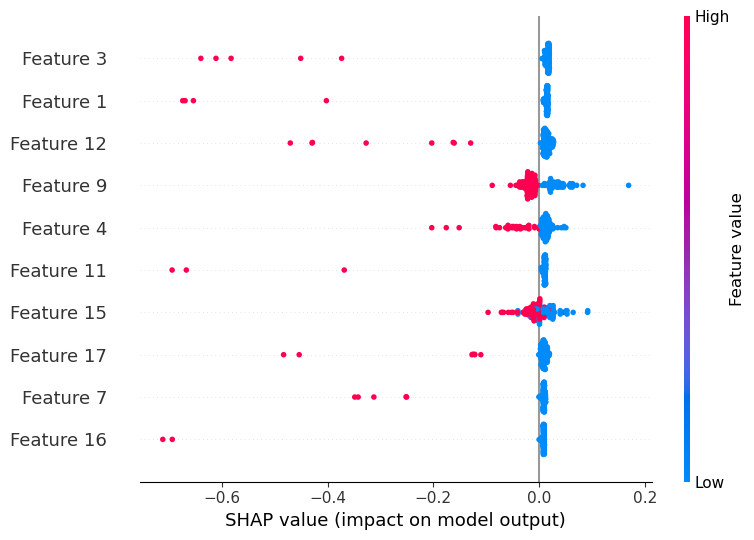 High
Feature 3
Feature 1
Feature 12
Feature 9
Feature 4
Feature 11
Feature 15
Feature 17
Feature 7
Feature 16
Feature value
Low
−0.6 −0.4 −0.2 0.0 0.2
SHAP value (impact on model output)